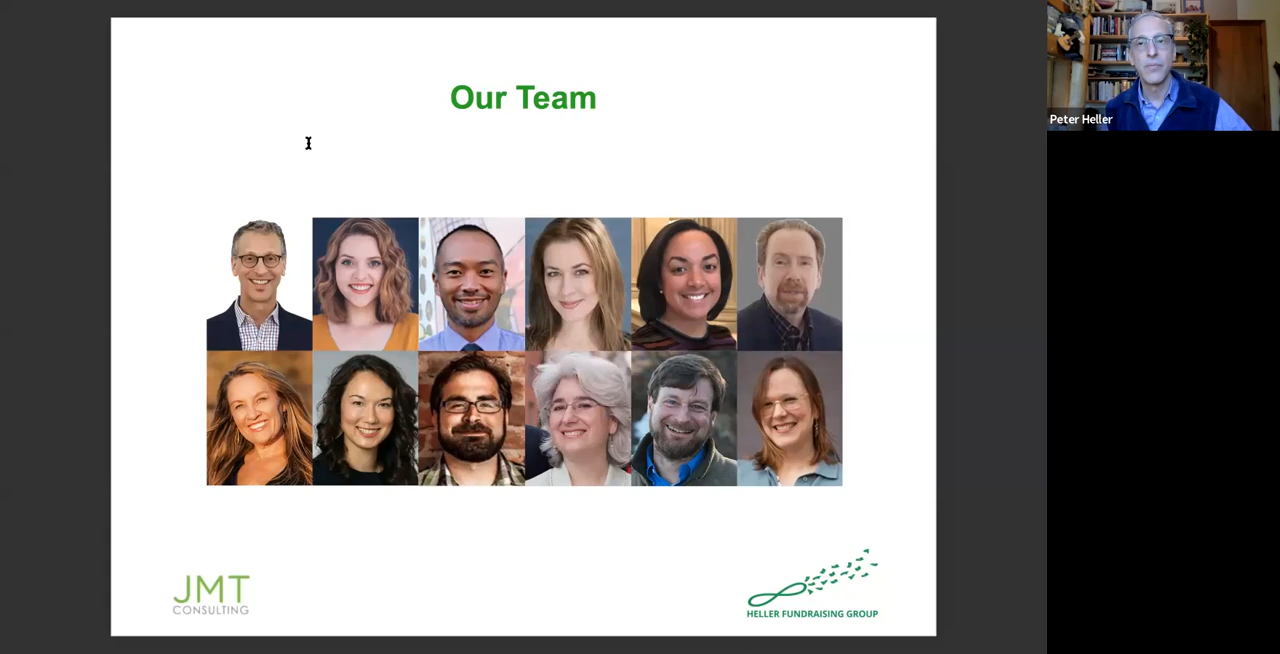 Our Team
Peter Heller
JMT
CONSULTING
HELLER FUNDRAISING GROUP